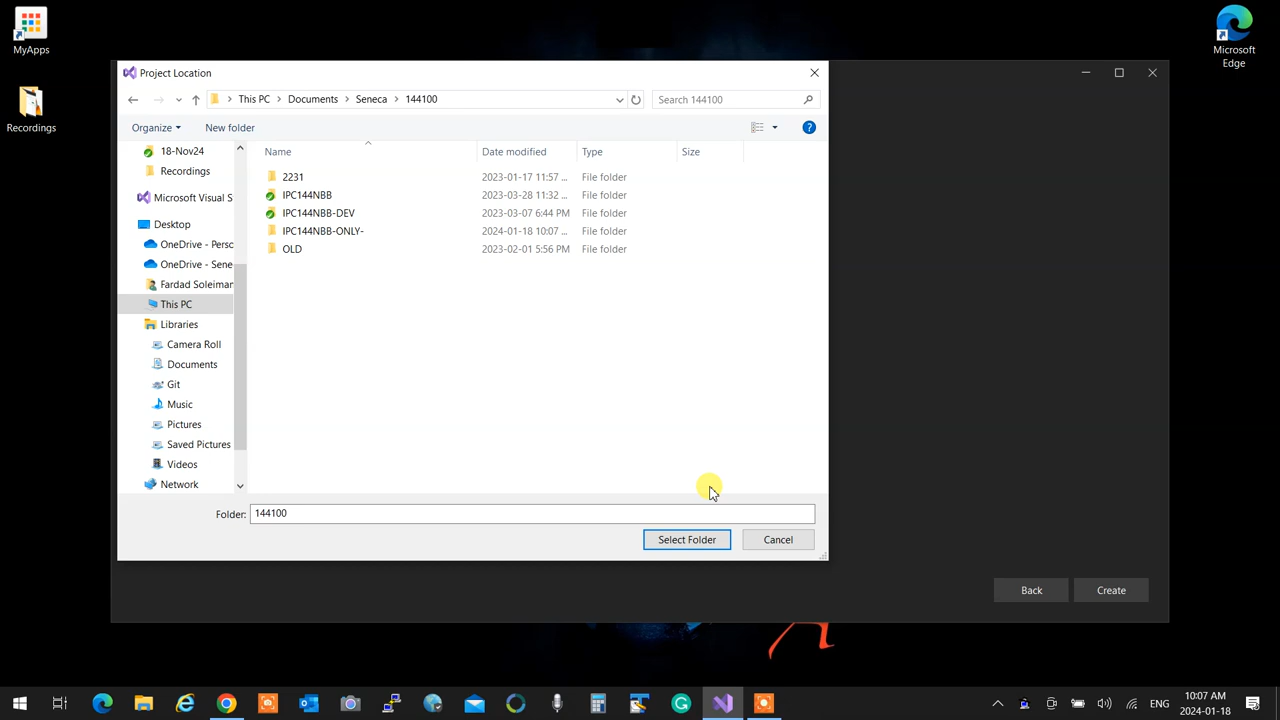 MyApps
Microsoft
Edge
Recordings
Project Location
This PC > Documents > Seneca > 144100
Search 144100
Organize
New folder
Name
Date modified
Type
Size
18-Nov24
Recordings
Microsoft Visual S
Desktop
OneDrive - Perso
OneDrive - Sene
Fardad Soleiman
This PC
Libraries
Camera Roll
Documents
Git
Music
Pictures
Saved Pictures
Videos
Network
2231 2023-01-17 11:57 ... File folder
IPC144NBB 2023-03-28 11:32 ... File folder
IPC144NBB-DEV 2023-03-07 6:44 PM File folder
IPC144NBB-ONLY- 2024-01-18 10:07 ... File folder
OLD 2023-02-01 5:56 PM File folder
Folder: 144100
Select Folder
Cancel
Back
Create
ENG
10:07 AM
2024-01-18